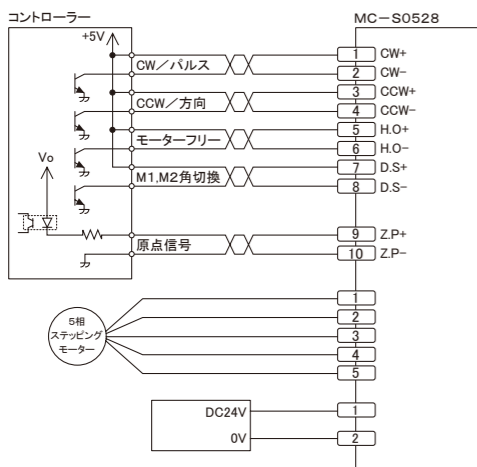 コントローラー
MC-S0528
+5V
CW/パルス
1 CW+
2 CW-
CCW/方向
3 CCW+
4 CCW-
モーターフリー
5 H.O+
6 H.O-
M1,M2角切換
7 D.S+
8 D.S-
Vo
原点信号
9 Z.P+
10 Z.P-
5相
ステッピング
モーター
1
2
3
4
5
DC24V
1
0V
2